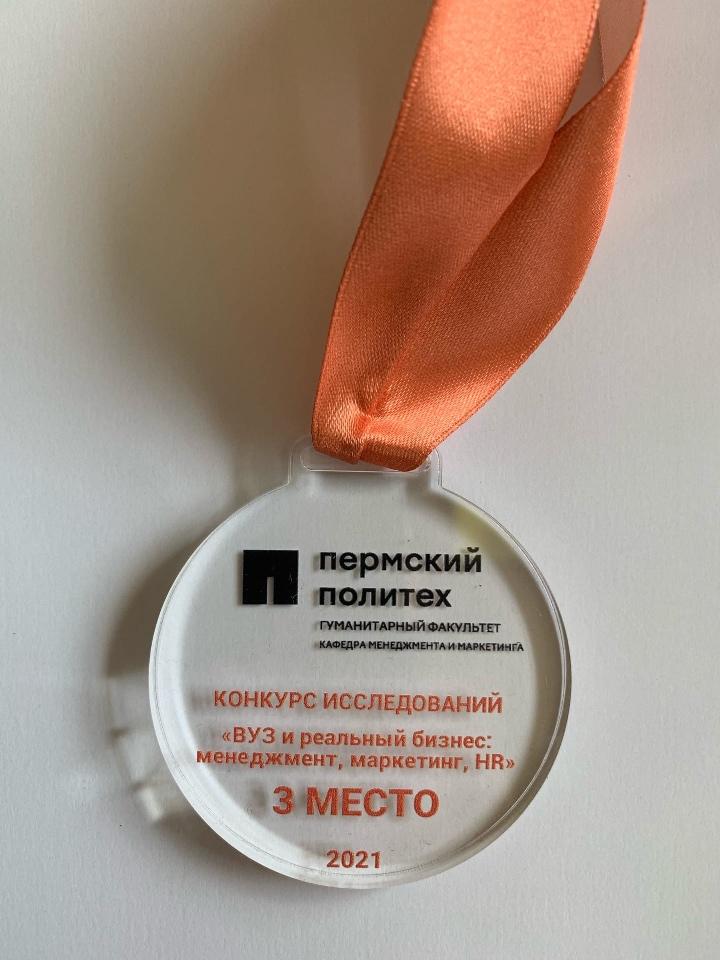 пермский
политех
ГУМАНИТАРНЫЙ ФАКУЛЬТЕТ
КАФЕДРА МЕНЕДЖМЕНТА И МАРКЕТИНГА
КОНКУРС ИССЛЕДОВАНИЙ
«ВУЗ и реальный бизнес:
менеджмент, маркетинг, HR»
3 МЕСТО
2021